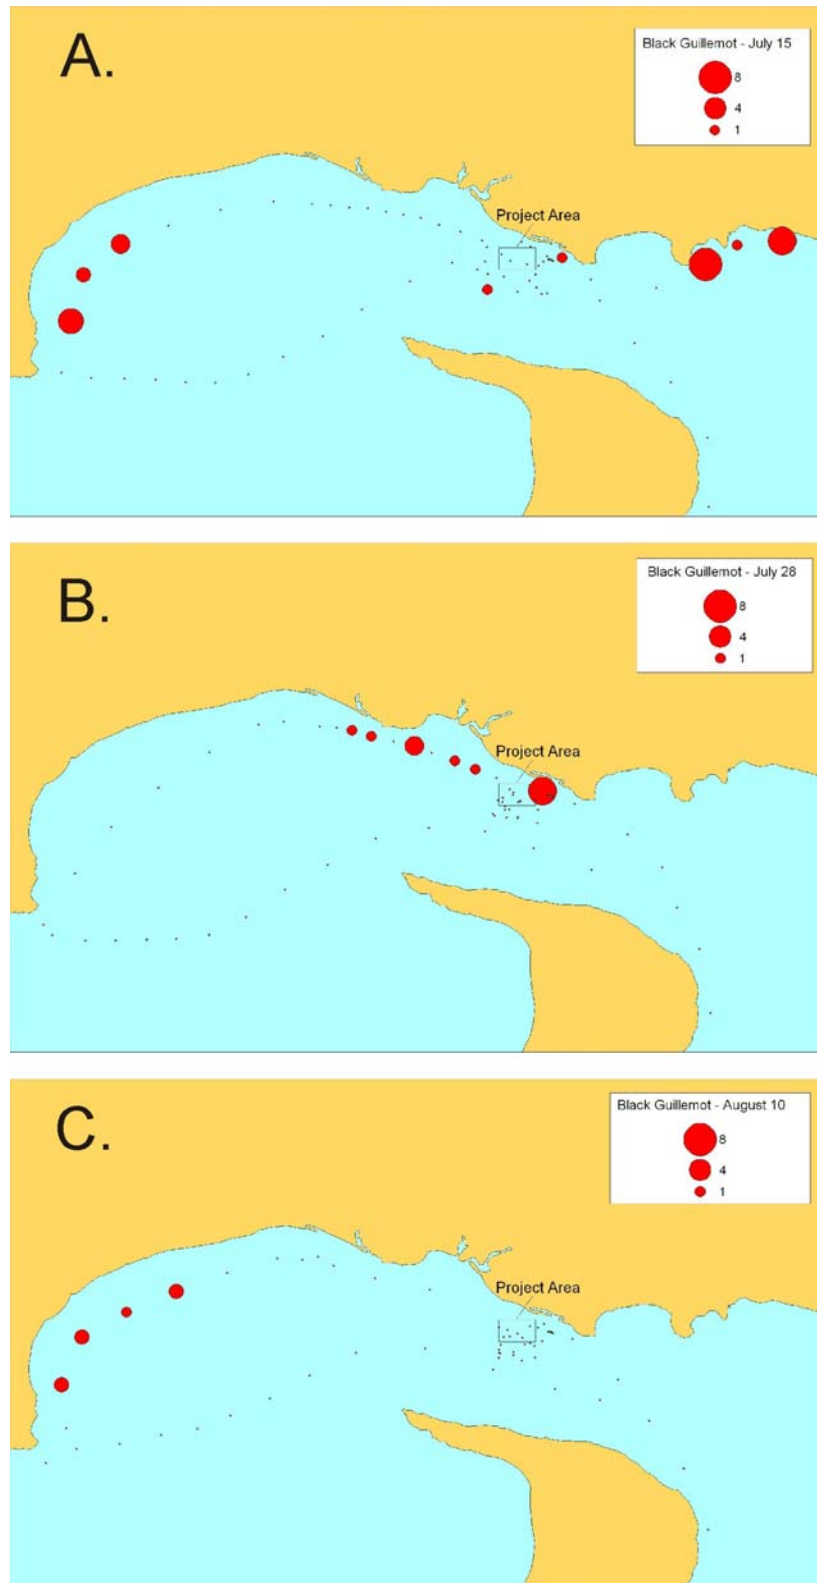 A.
Black Guillemot - July 15
8
4
1
Project Area
B.
Black Guillemot - July 28
8
4
1
Project Area
C.
Black Guillemot - August 10
8
4
1
Project Area